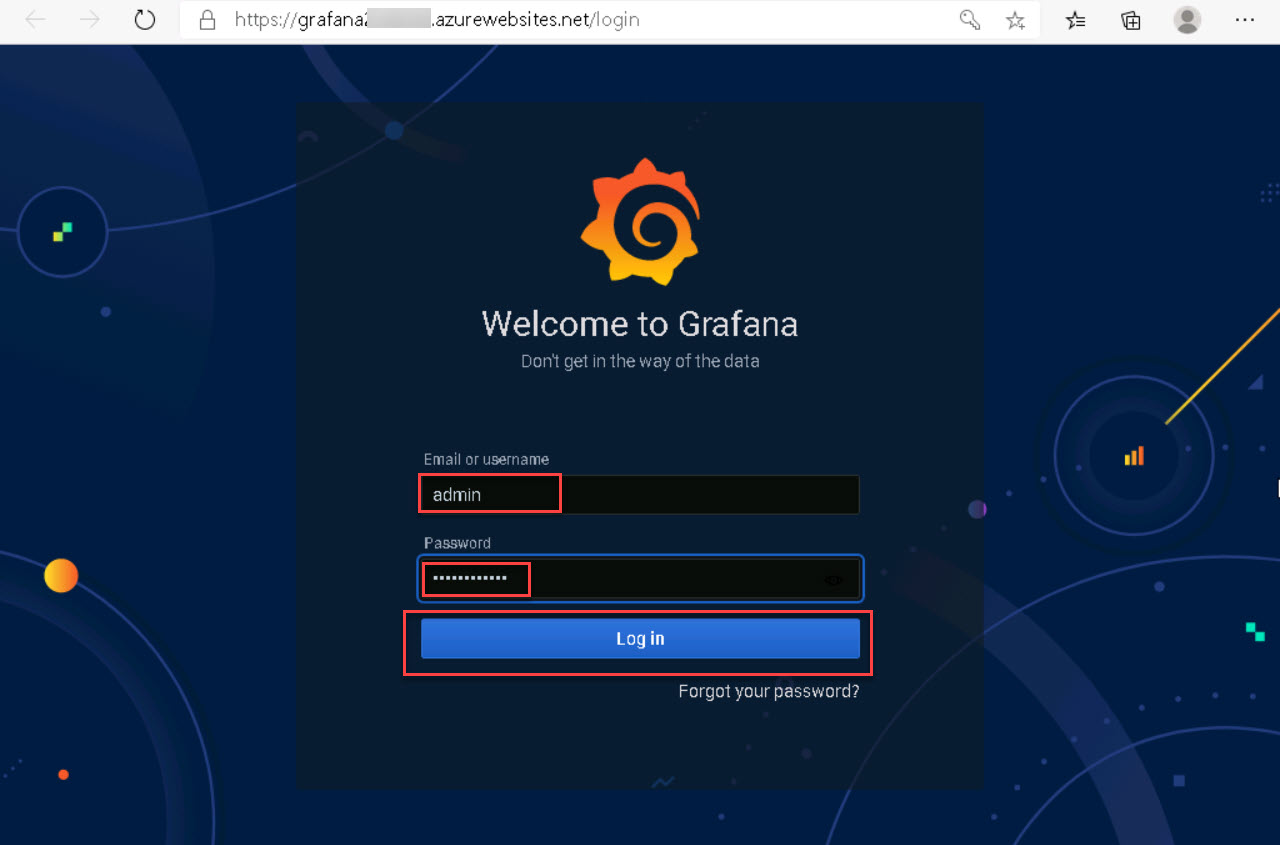 https://grafana .azurewebsites.net/login
Welcome to Grafana
Don't get in the way of the data
Email or username
admin
Password
••••••••••••
Log in
Forgot your password?